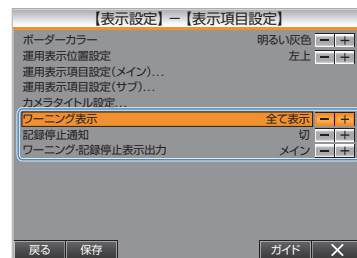 【表示設定】－【表示項目設定】
ボーダーカラー 明るい灰色 － ＋
運用表示位置設定 左上 － ＋
運用表示項目設定(メイン)...
運用表示項目設定(サブ)...
カメラタイトル設定...
ワーニング表示 全て表示 － ＋
記録停止通知 切 － ＋
ワーニング・記録停止表示出力 メイン － ＋
戻る 保存 ガイド ×